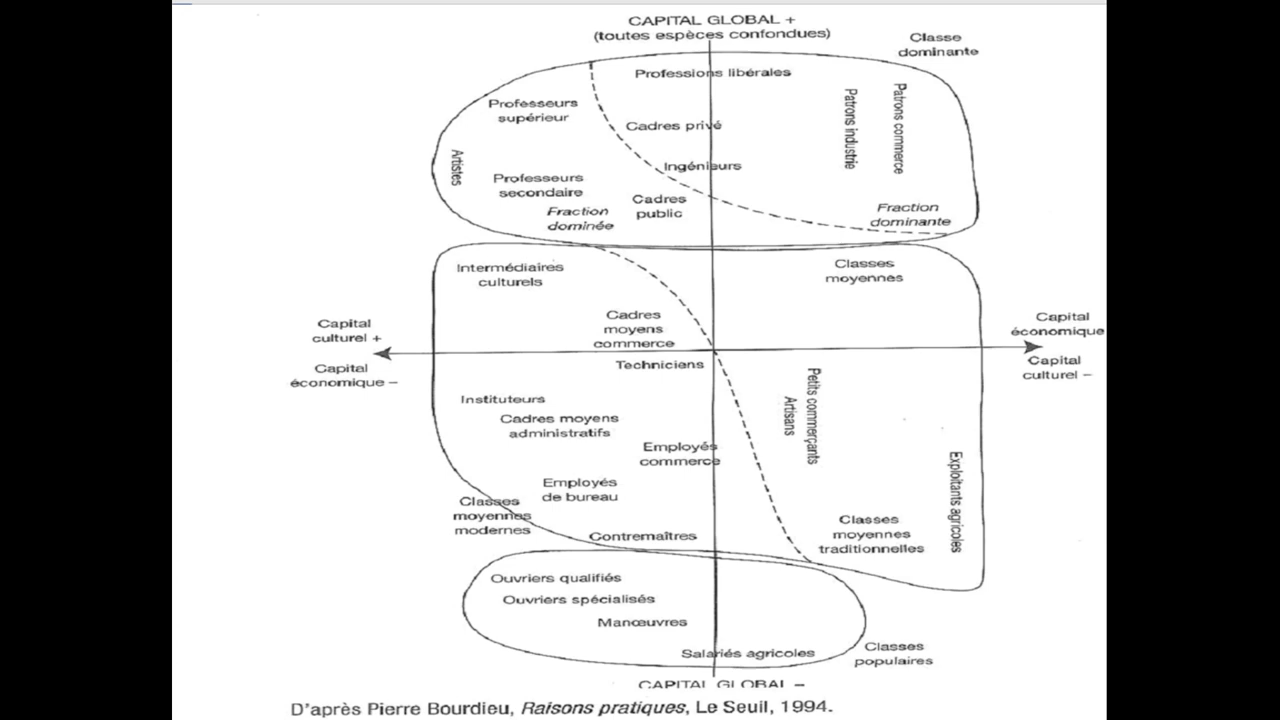 CAPITAL GLOBAL +
(toutes espèces confondues)
Classe
dominante
Professions libérales
Professeurs
supérieur
Patrons industrie
Patrons commerce
Cadres privé
Artistes
Ingénieurs
Professeurs
secondaire
Cadres
public
Fraction
dominée
Fraction
dominante
Intermédiaires
culturels
Classes
moyennes
Cadres
moyens
commerce
Capital
culturel +
Capital
économique
Capital
économique –
Capital
culturel –
Techniciens
Petits commerçants
Artisans
Instituteurs
Cadres moyens
administratifs
Employés
commerce
Exploitants agricoles
Employés
de bureau
Classes
moyennes
modernes
Classes
moyennes
traditionnelles
Contremaîtres
Ouvriers qualifiés
Ouvriers spécialisés
Manœuvres
Salariés agricoles
Classes
populaires
CAPITAL GLOBAL –
D'après Pierre Bourdieu, Raisons pratiques, Le Seuil, 1994.